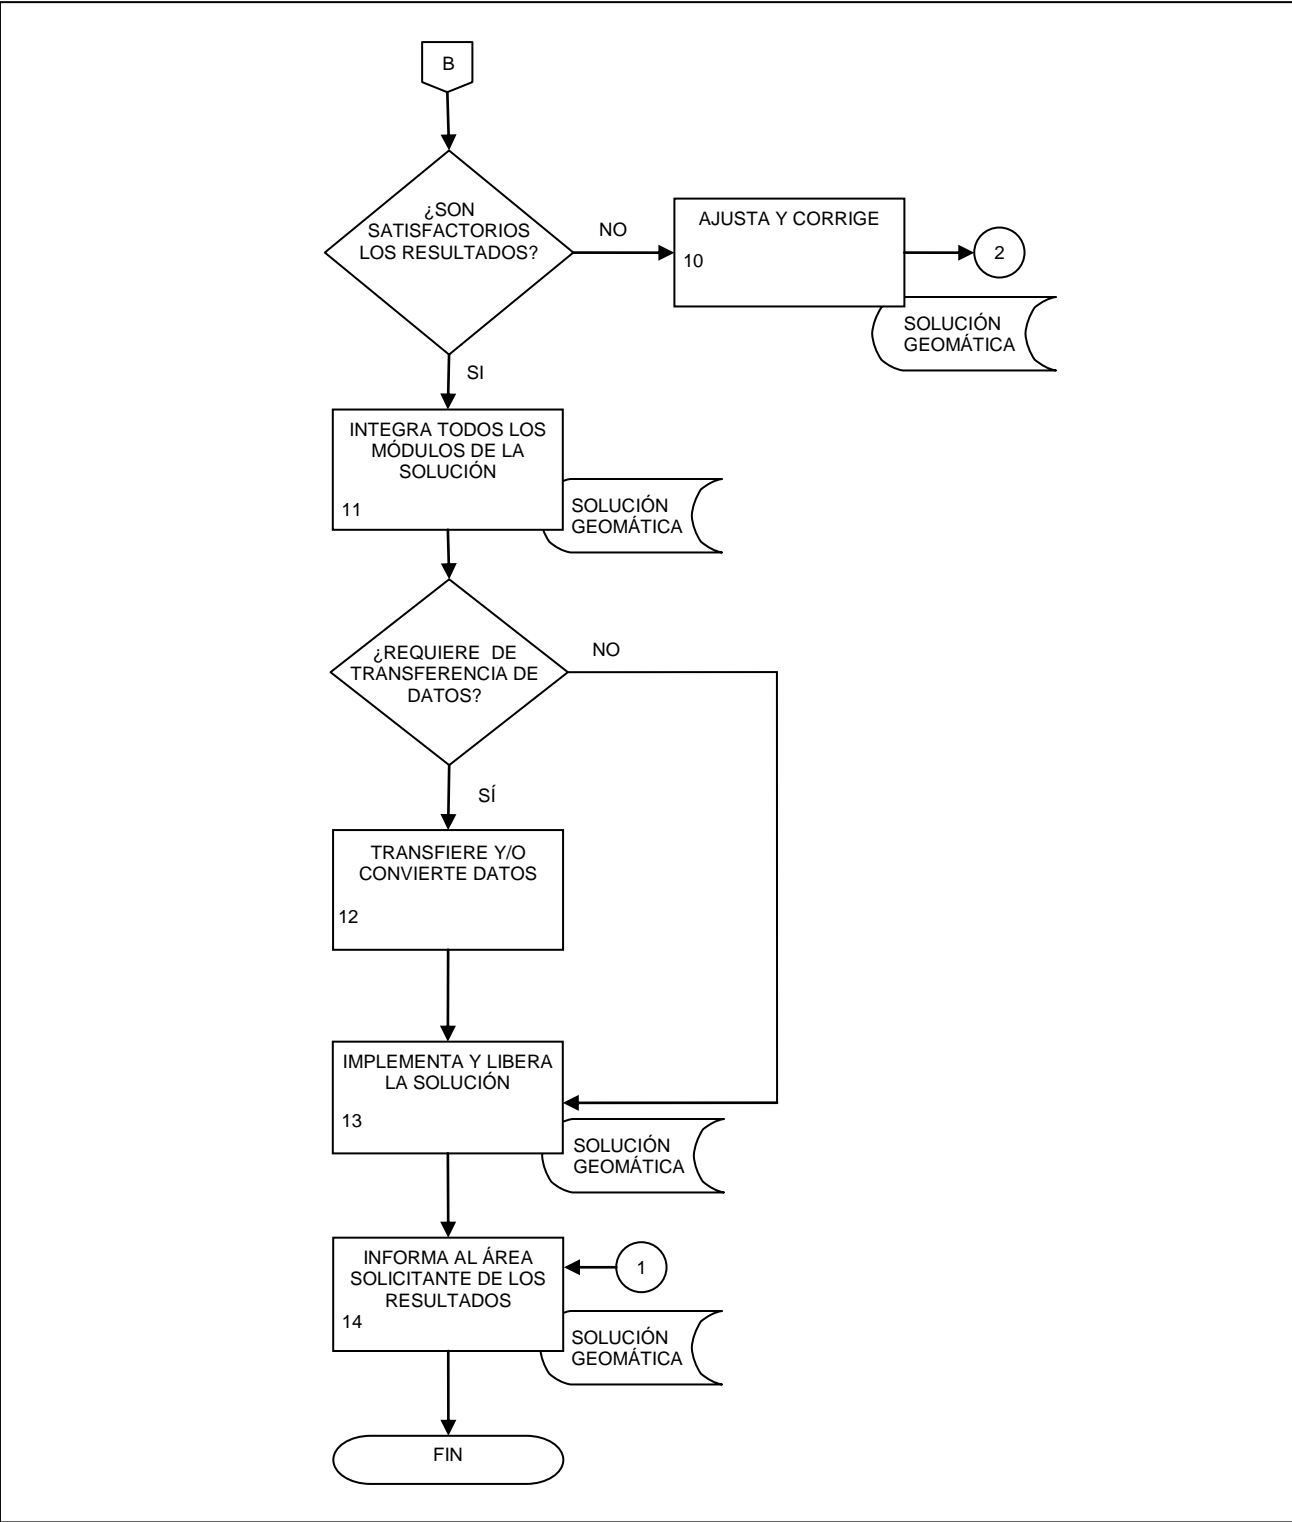 B
¿SON
SATISFACTORIOS
LOS RESULTADOS?
NO
AJUSTA Y CORRIGE
10
2
SOLUCIÓN
GEOMÁTICA
SI
INTEGRA TODOS LOS
MÓDULOS DE LA
SOLUCIÓN
11
SOLUCIÓN
GEOMÁTICA
¿REQUIERE DE
TRANSFERENCIA DE
DATOS?
NO
SÍ
TRANSFIERE Y/O
CONVIERTE DATOS
12
IMPLEMENTA Y LIBERA
LA SOLUCIÓN
13
SOLUCIÓN
GEOMÁTICA
INFORMA AL ÁREA
SOLICITANTE DE LOS
RESULTADOS
14
1
SOLUCIÓN
GEOMÁTICA
FIN